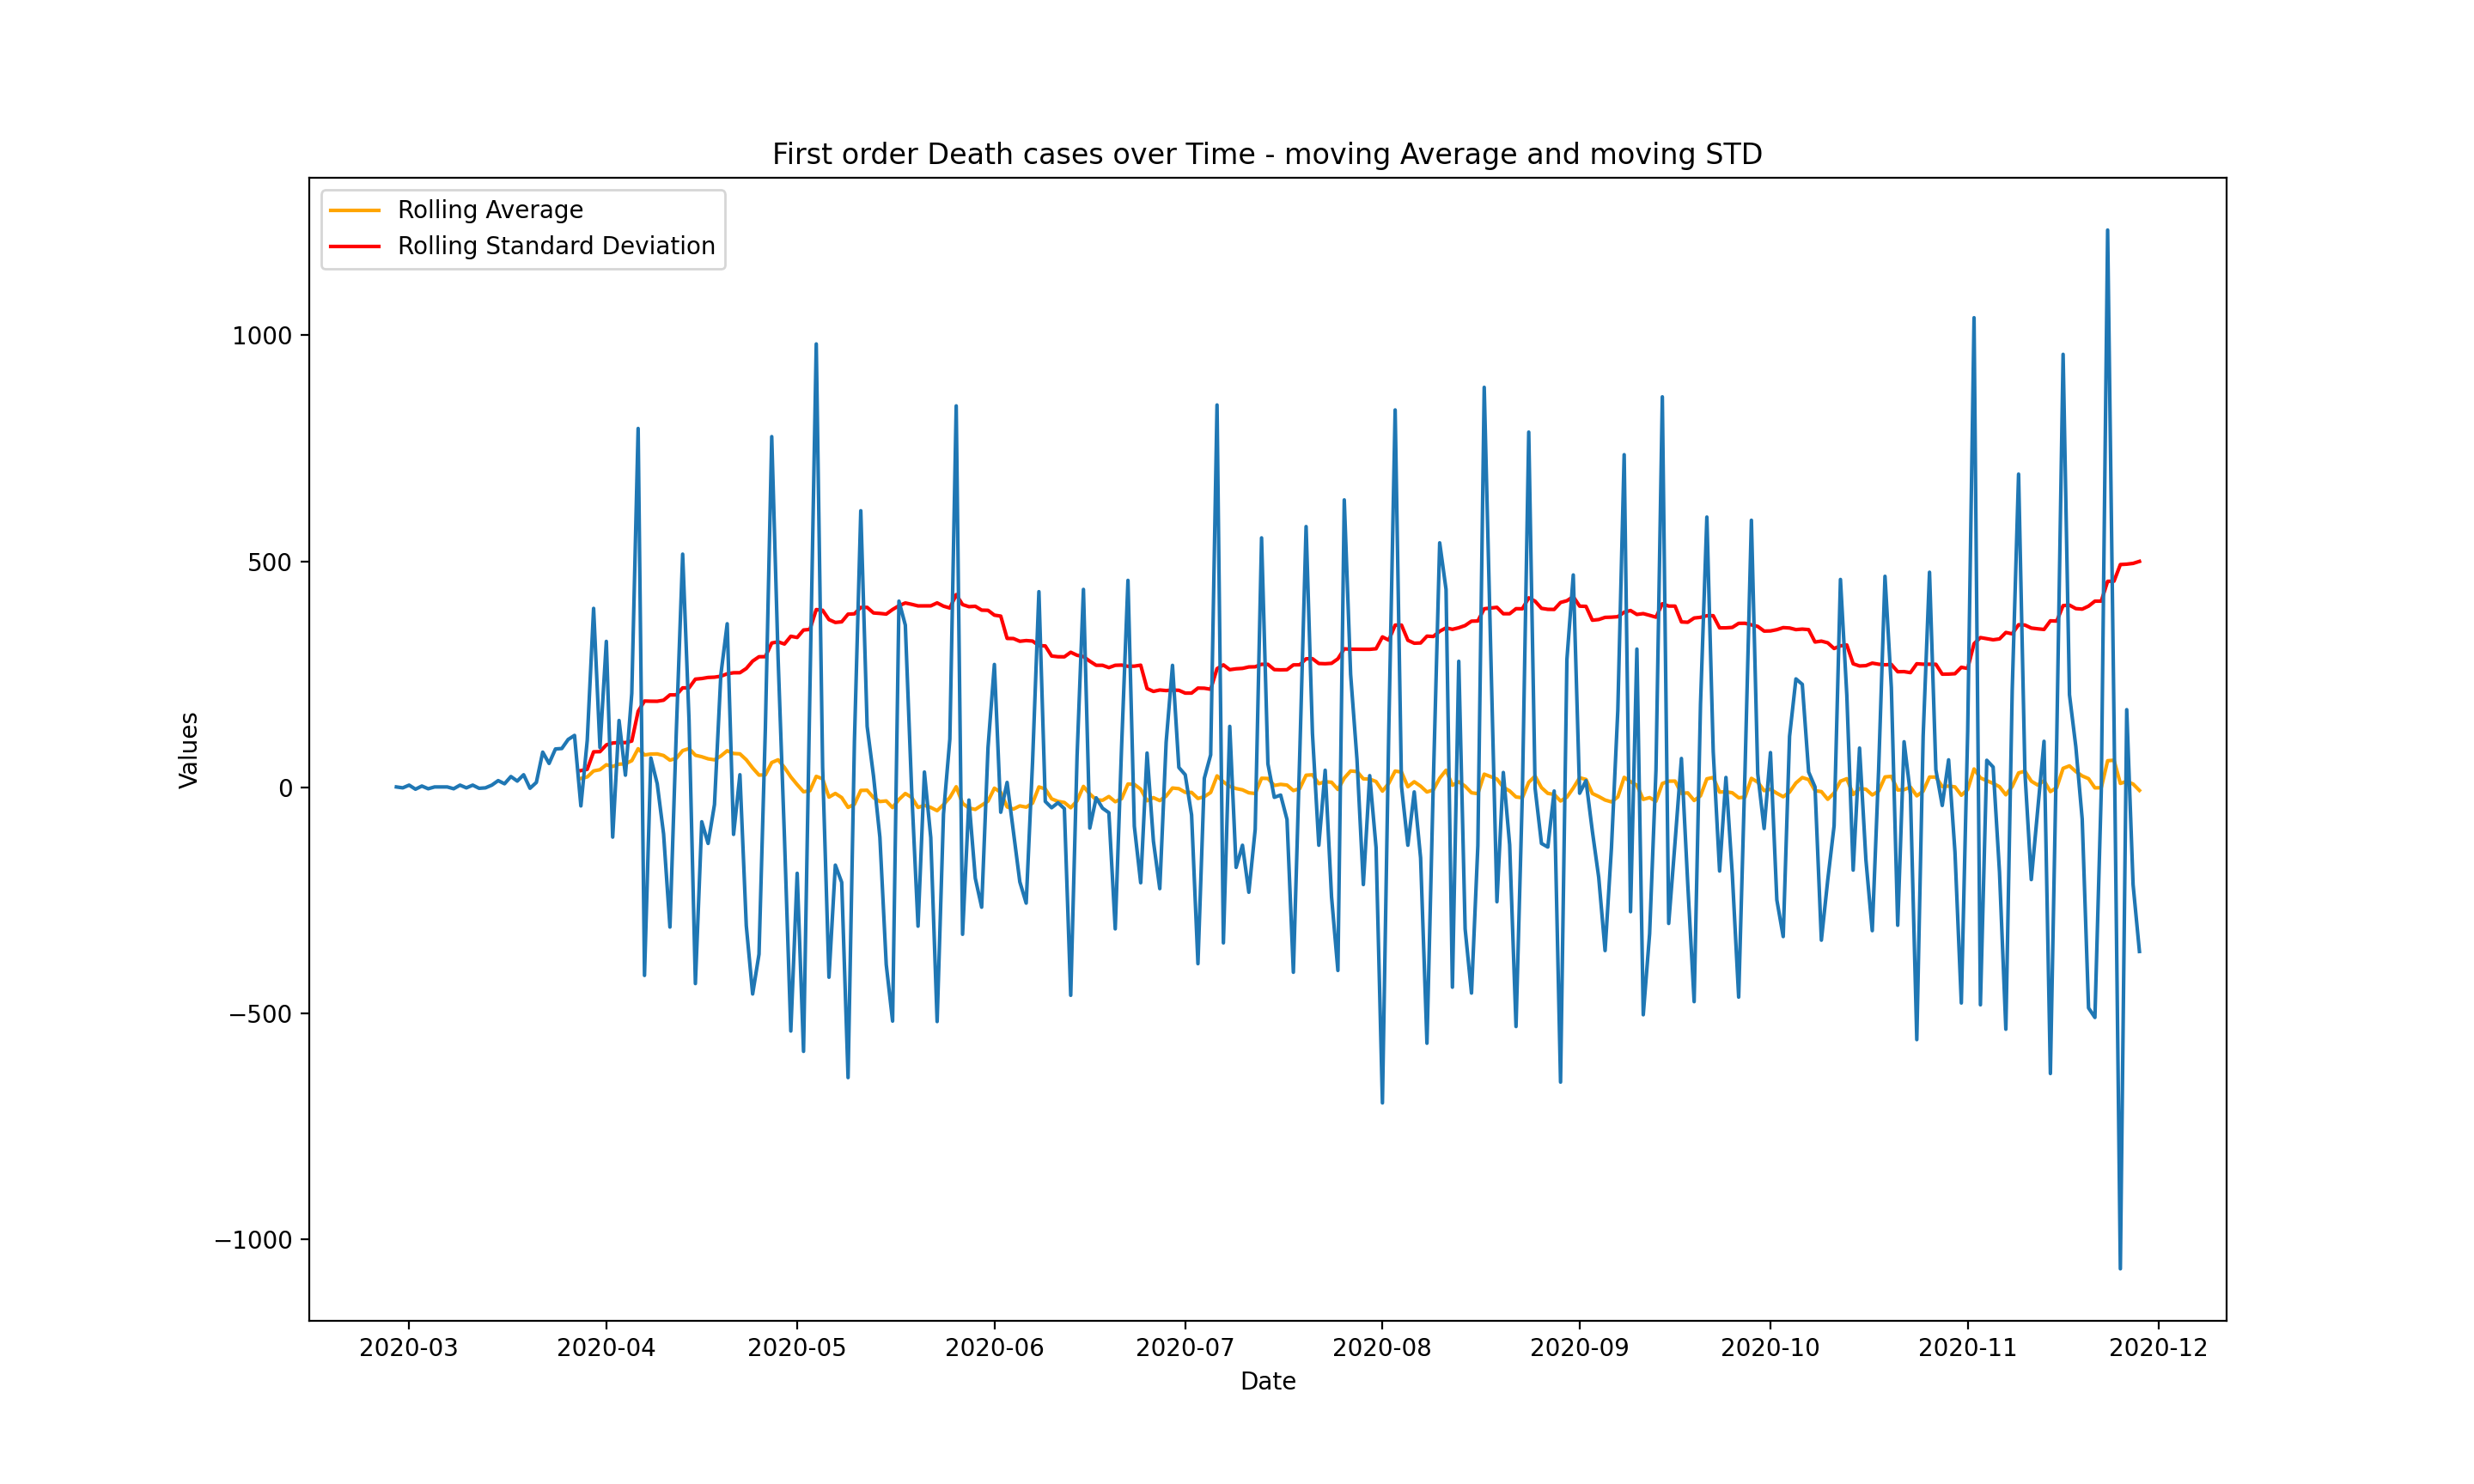 First order Death cases over Time - moving Average and moving STD
Rolling Average
Rolling Standard Deviation
1000
500
0
−500
−1000
Values
2020-03 2020-04 2020-05 2020-06 2020-07 2020-08 2020-09 2020-10 2020-11 2020-12
Date